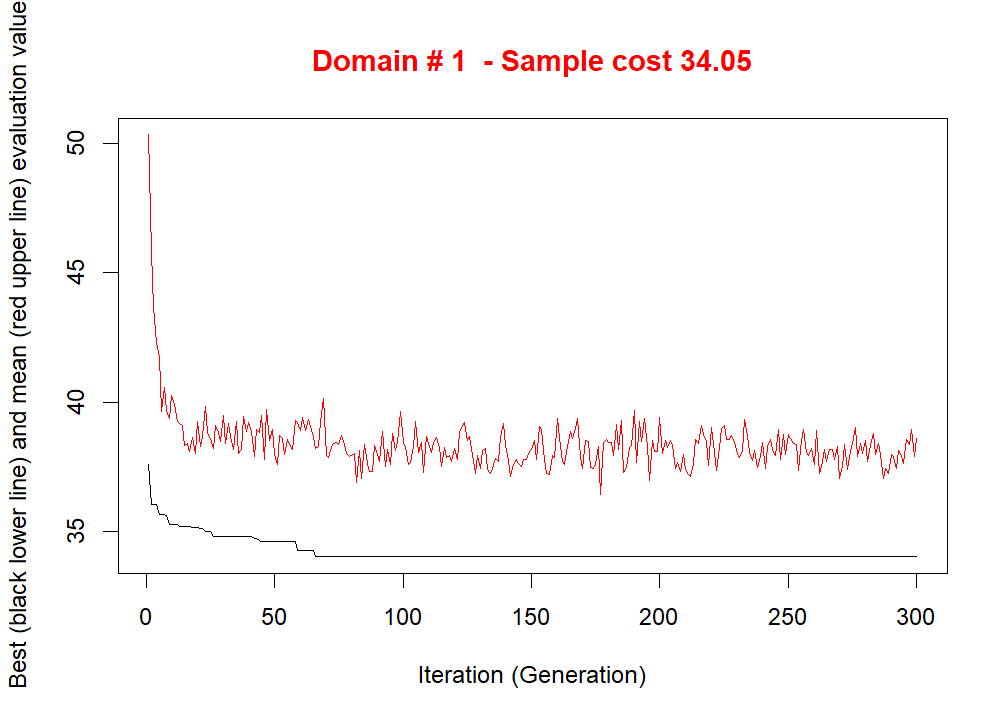 Domain # 1  - Sample cost 34.05
Best (black lower line) and mean (red upper line) evaluation value
50
45
40
35
0 50 100 150 200 250 300
Iteration (Generation)